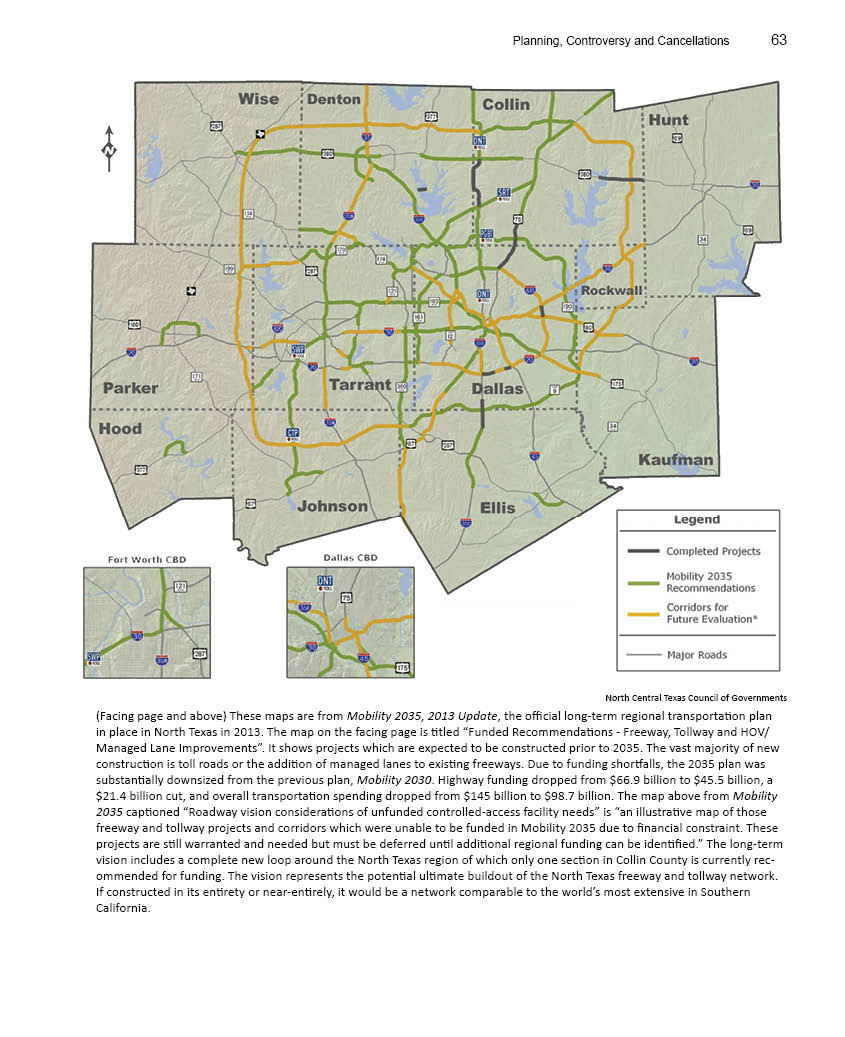 Planning, Controversy and Cancellations 63
Wise
Denton
Collin
Hunt
Rockwall
Parker
Tarrant
Dallas
Hood
Kaufman
Johnson
Ellis
N
287
377
380
DNT
TOLL
69
380
SRT
75
114
34
69
PGBT
179
114
199
287
121
183
DNT
161
190
180
12
80
SWP
171
360
175
CTP
67
287
34
377
67
45
Legend
Completed Projects
Mobility 2035
Recommendations
Corridors for
Future Evaluation*
Major Roads
Fort Worth CBD
121
30
SWP
287
Dallas CBD
DNT
TOLL
75
30
45
175
North Central Texas Council of Governments
(Facing page and above) These maps are from Mobility 2035, 2013 Update, the official long-term regional transportation plan
in place in North Texas in 2013. The map on the facing page is titled “Funded Recommendations - Freeway, Tollway and HOV/
Managed Lane Improvements”. It shows projects which are expected to be constructed prior to 2035. The vast majority of new
construction is toll roads or the addition of managed lanes to existing freeways. Due to funding shortfalls, the 2035 plan was
substantially downsized from the previous plan, Mobility 2030. Highway funding dropped from $66.9 billion to $45.5 billion, a
$21.4 billion cut, and overall transportation spending dropped from $145 billion to $98.7 billion. The map above from Mobility
2035 captioned “Roadway vision considerations of unfunded controlled-access facility needs” is “an illustrative map of those
freeway and tollway projects and corridors which were unable to be funded in Mobility 2035 due to financial constraint. These
projects are still warranted and needed but must be deferred until additional regional funding can be identified.” The long-term
vision includes a complete new loop around the North Texas region of which only one section in Collin County is currently rec-
ommended for funding. The vision represents the potential ultimate buildout of the North Texas freeway and tollway network.
If constructed in its entirety or near-entirely, it would be a network comparable to the world’s most extensive in Southern
California.